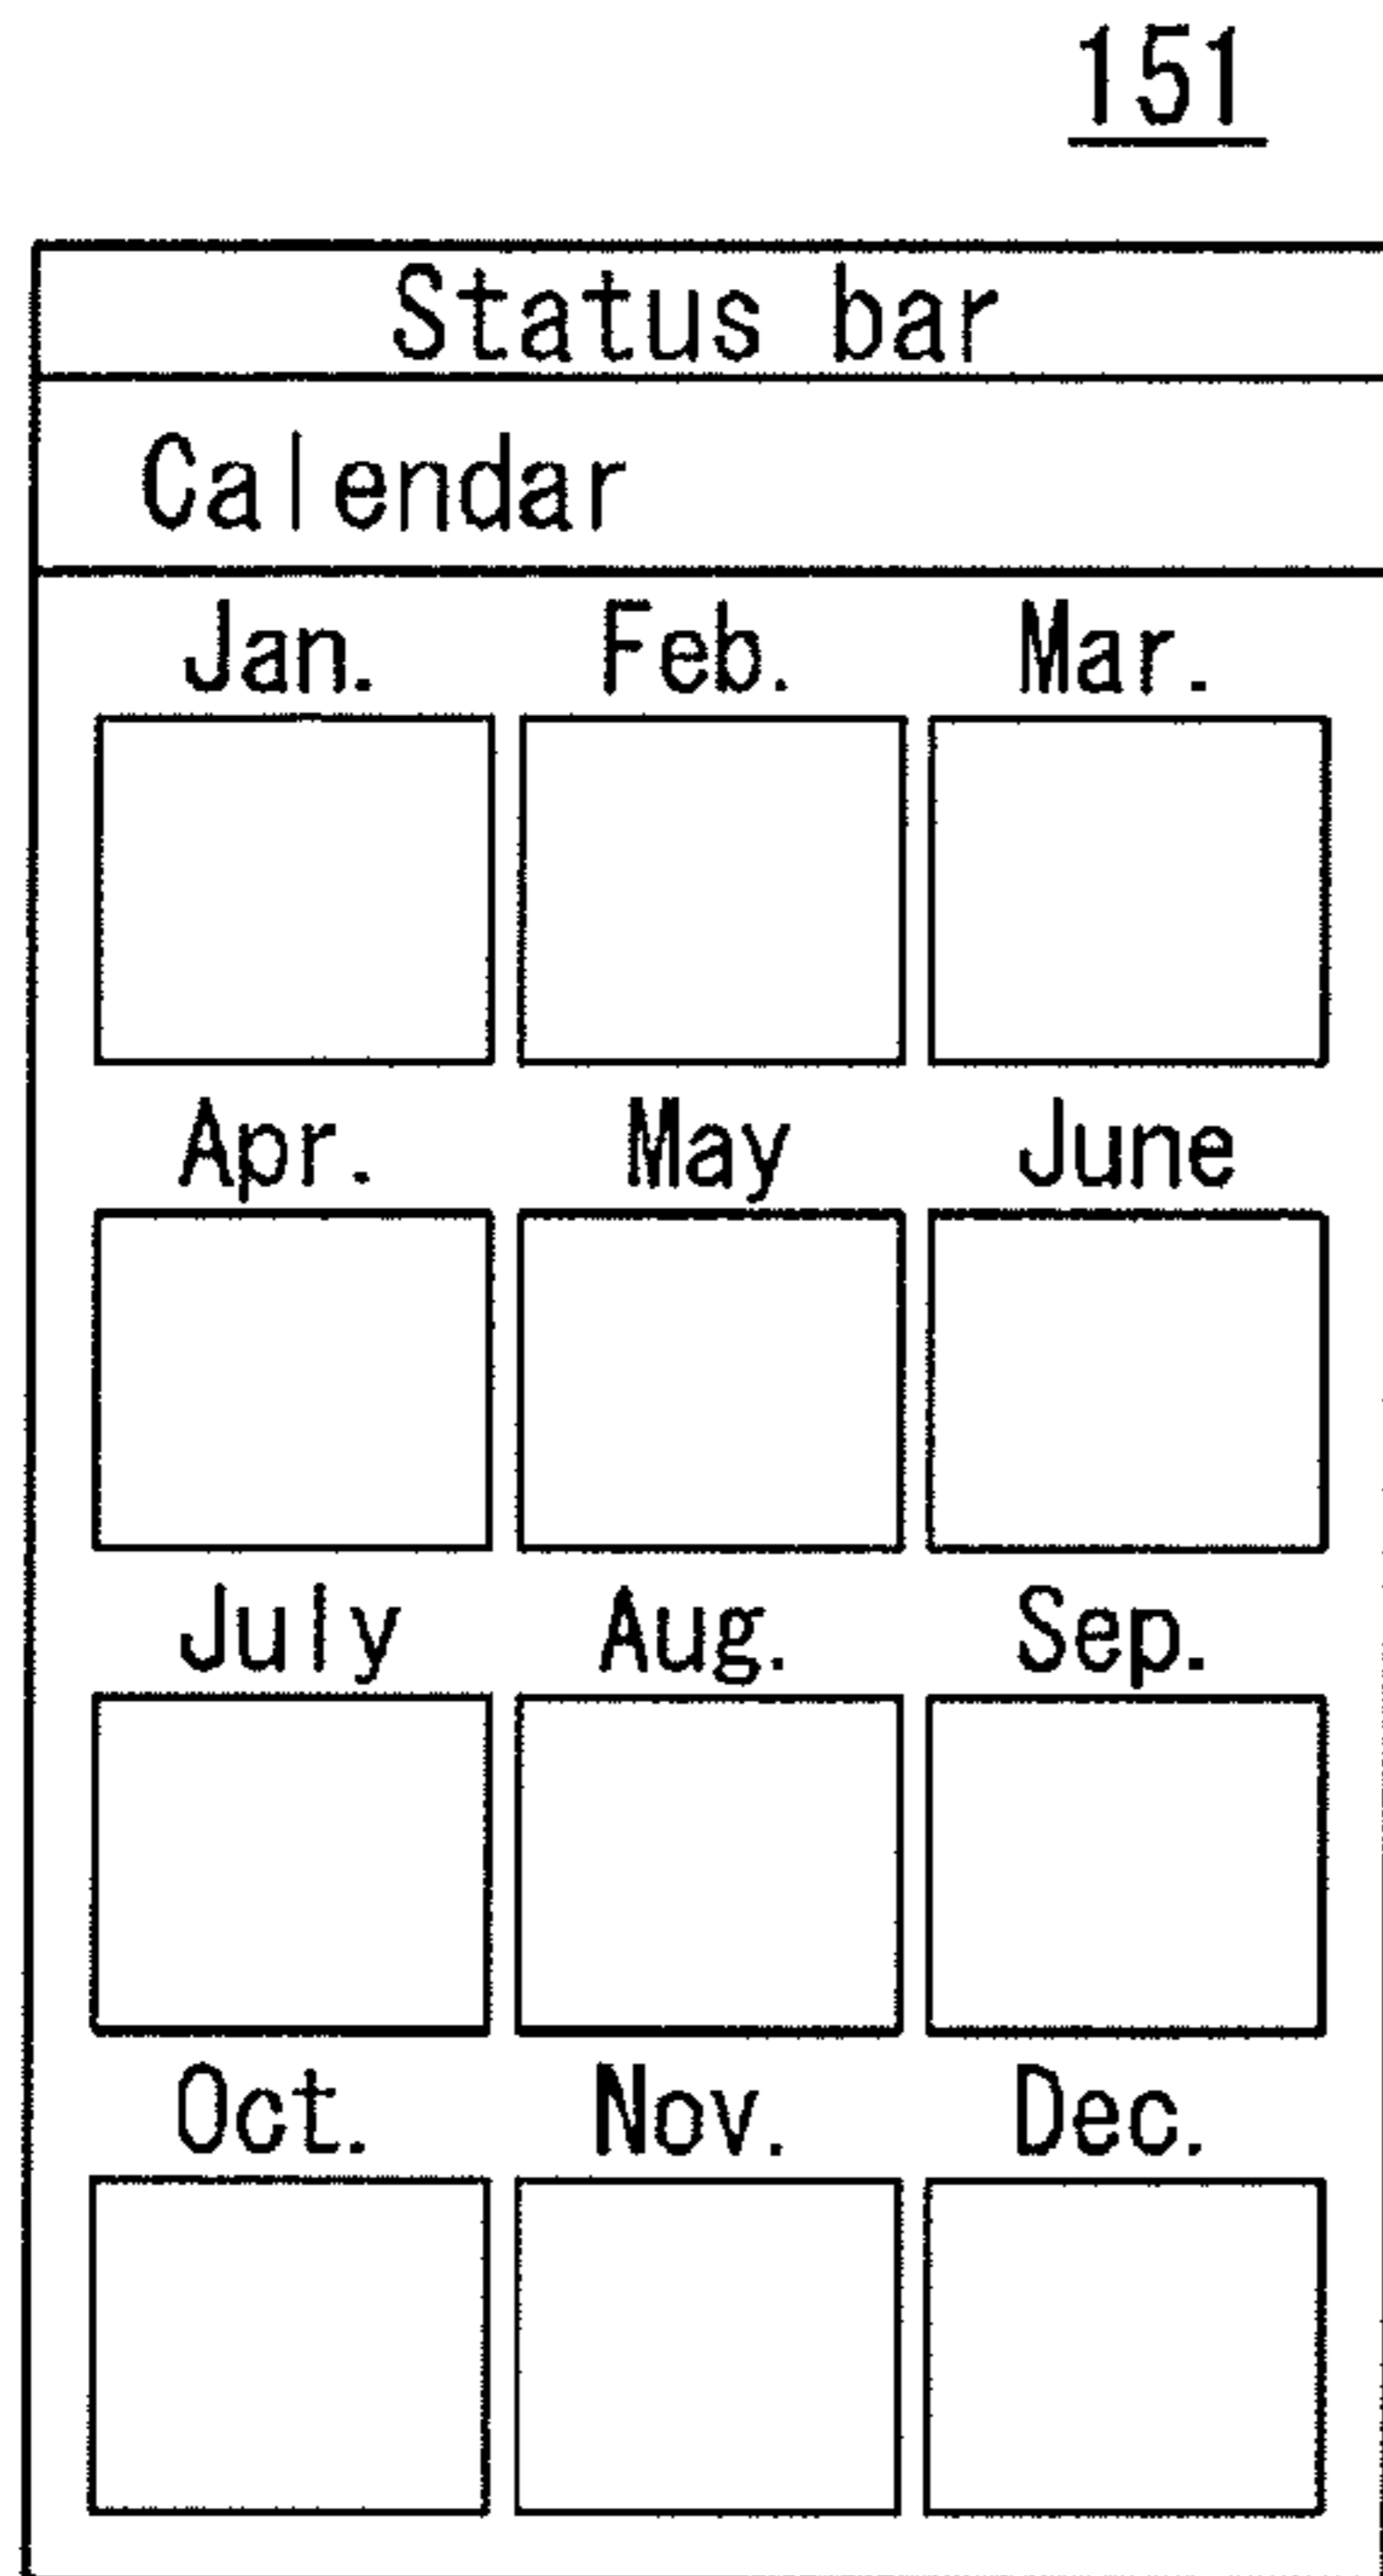 151
Status bar
Calendar
Jan. Feb. Mar.
Apr. May June
July Aug. Sep.
Oct. Nov. Dec.